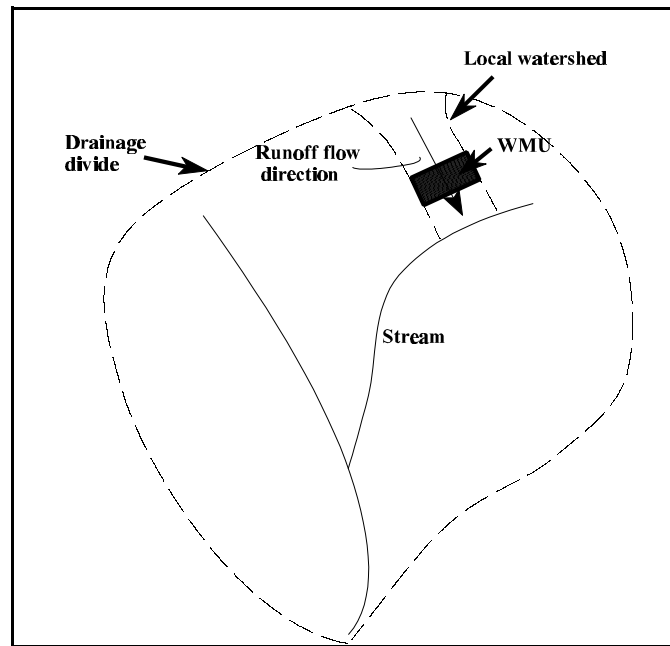 Local watershed
Drainage
divide
Runoff flow
direction
WMU
Stream